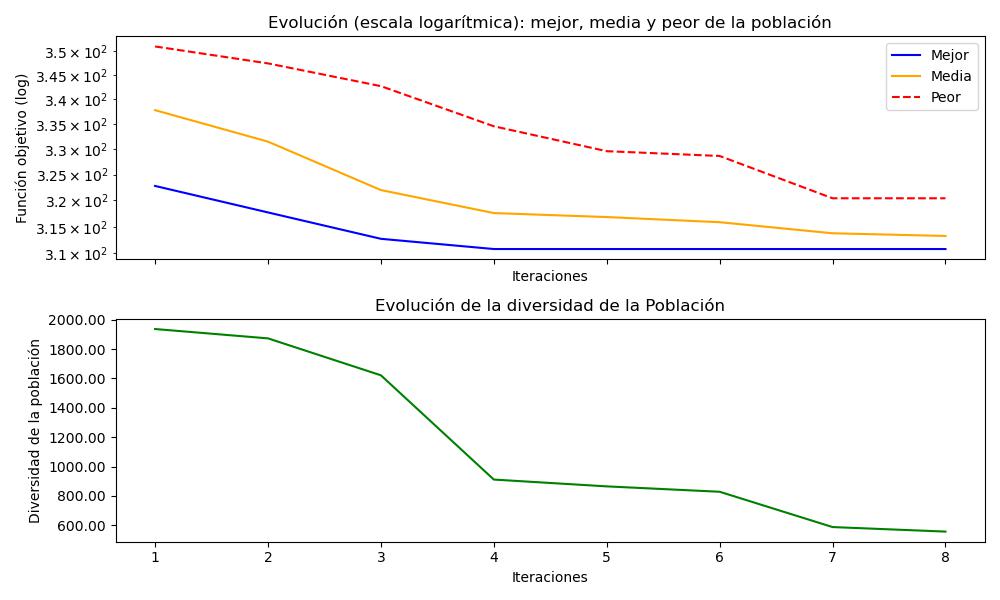 Evolución (escala logarítmica): mejor, media y peor de la población
Función objetivo (log)
3.5 × 10²
3.45 × 10²
3.4 × 10²
3.35 × 10²
3.3 × 10²
3.25 × 10²
3.2 × 10²
3.15 × 10²
3.1 × 10²
Mejor
Media
Peor
Iteraciones
Evolución de la diversidad de la Población
Diversidad de la población
2000.00
1800.00
1600.00
1400.00
1200.00
1000.00
800.00
600.00
1 2 3 4 5 6 7 8
Iteraciones